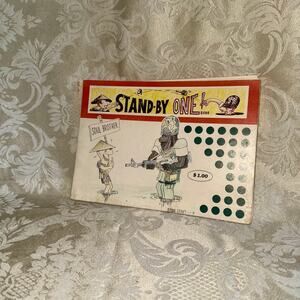 STAND-BY ONE!
SOUL BROTHER
$1.00